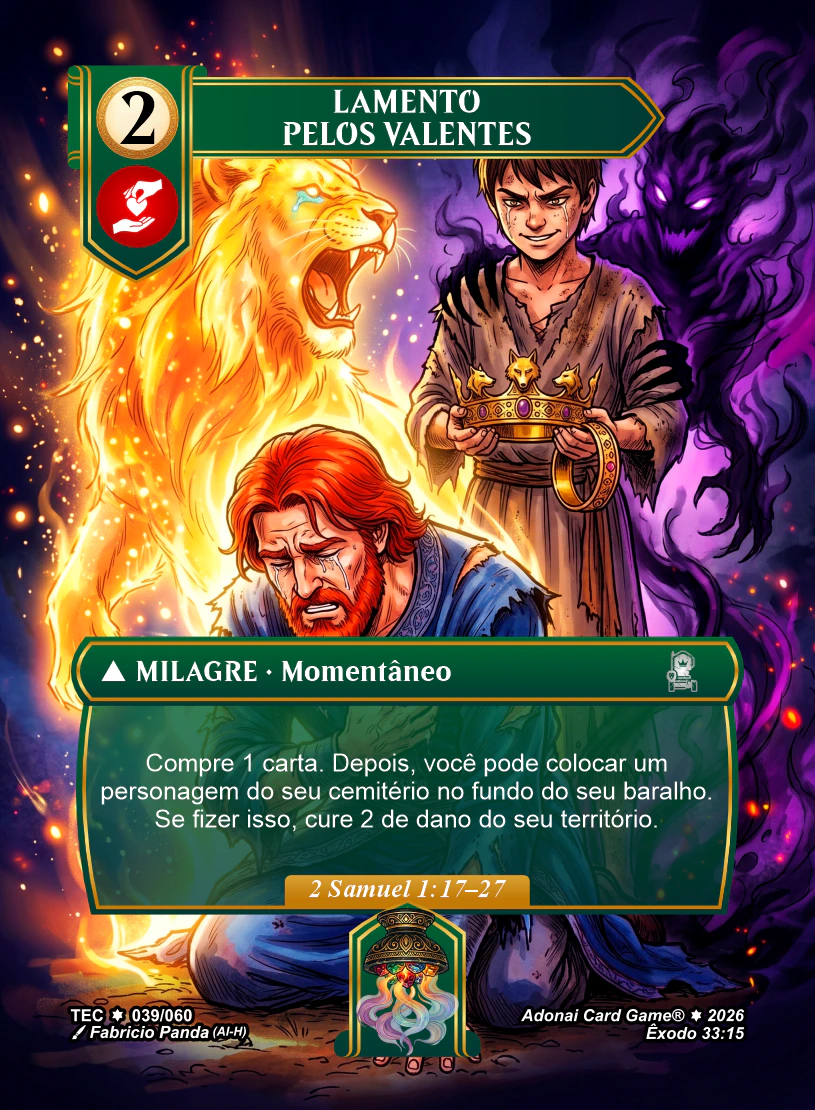 2
LAMENTO
PELOS VALENTES
▲ MILAGRE · Momentâneo
Compre 1 carta. Depois, você pode colocar um
personagem do seu cemitério no fundo do seu baralho.
Se fizer isso, cure 2 de dano do seu território.
2 Samuel 1:17–27
TEC ✸ 039/060
Fabricio Panda (AI-H)
Adonai Card Game® ✸ 2026
Êxodo 33:15